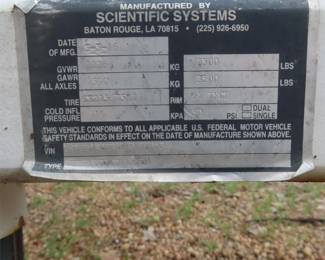 MANUFACTURED BY
SCIENTIFIC SYSTEMS
BATON ROUGE, LA 70815 • (225) 926-6950
DATE
OF MFG.
GVWR KG LBS
GAWR
ALL AXLES KG LBS
TIRE RIM
COLD INFL DUAL
PRESSURE KPA PSI SINGLE
THIS VEHICLE CONFORMS TO ALL APPLICABLE U.S. FEDERAL MOTOR VEHICLE
SAFETY STANDARDS IN EFFECT ON THE DATE OF MANUFACTURE SHOWN ABOVE.
VIN
TYPE